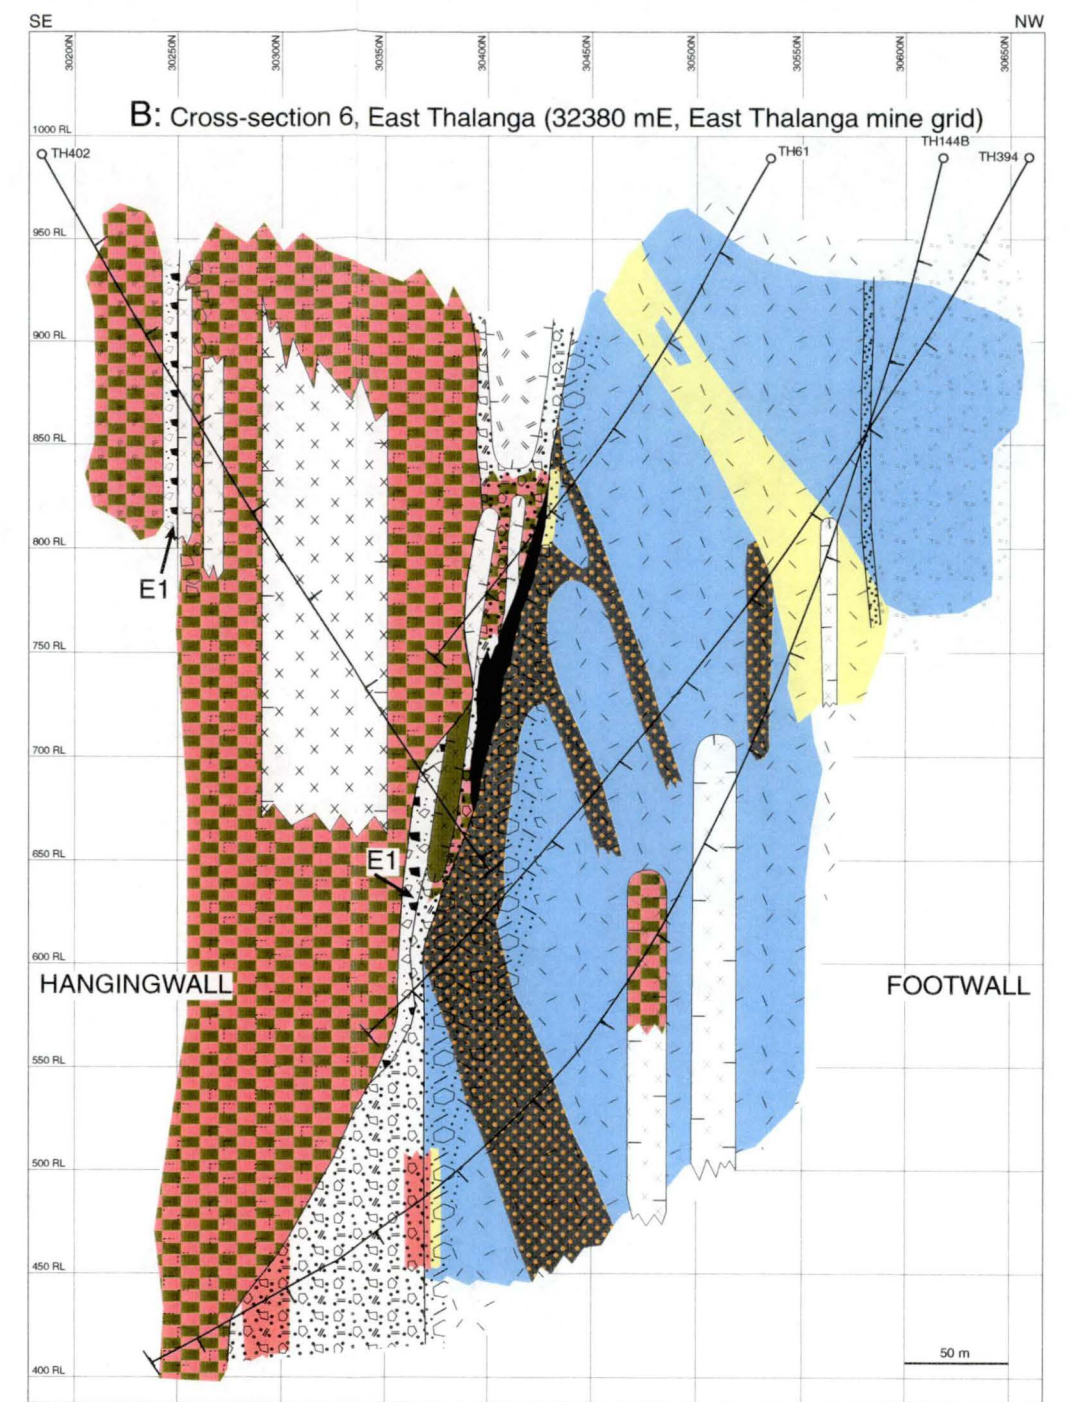 SE
NW
30200N
30250N
30300N
30350N
30400N
30450N
30500N
30550N
30600N
30650N
B: Cross-section 6, East Thalanga (32380 mE, East Thalanga mine grid)
1000 RL
TH402
TH61
TH144B
TH394
950 RL
900 RL
850 RL
800 RL
E1
750 RL
700 RL
650 RL
E1
600 RL
HANGINGWALL
FOOTWALL
550 RL
500 RL
450 RL
50 m
400 RL